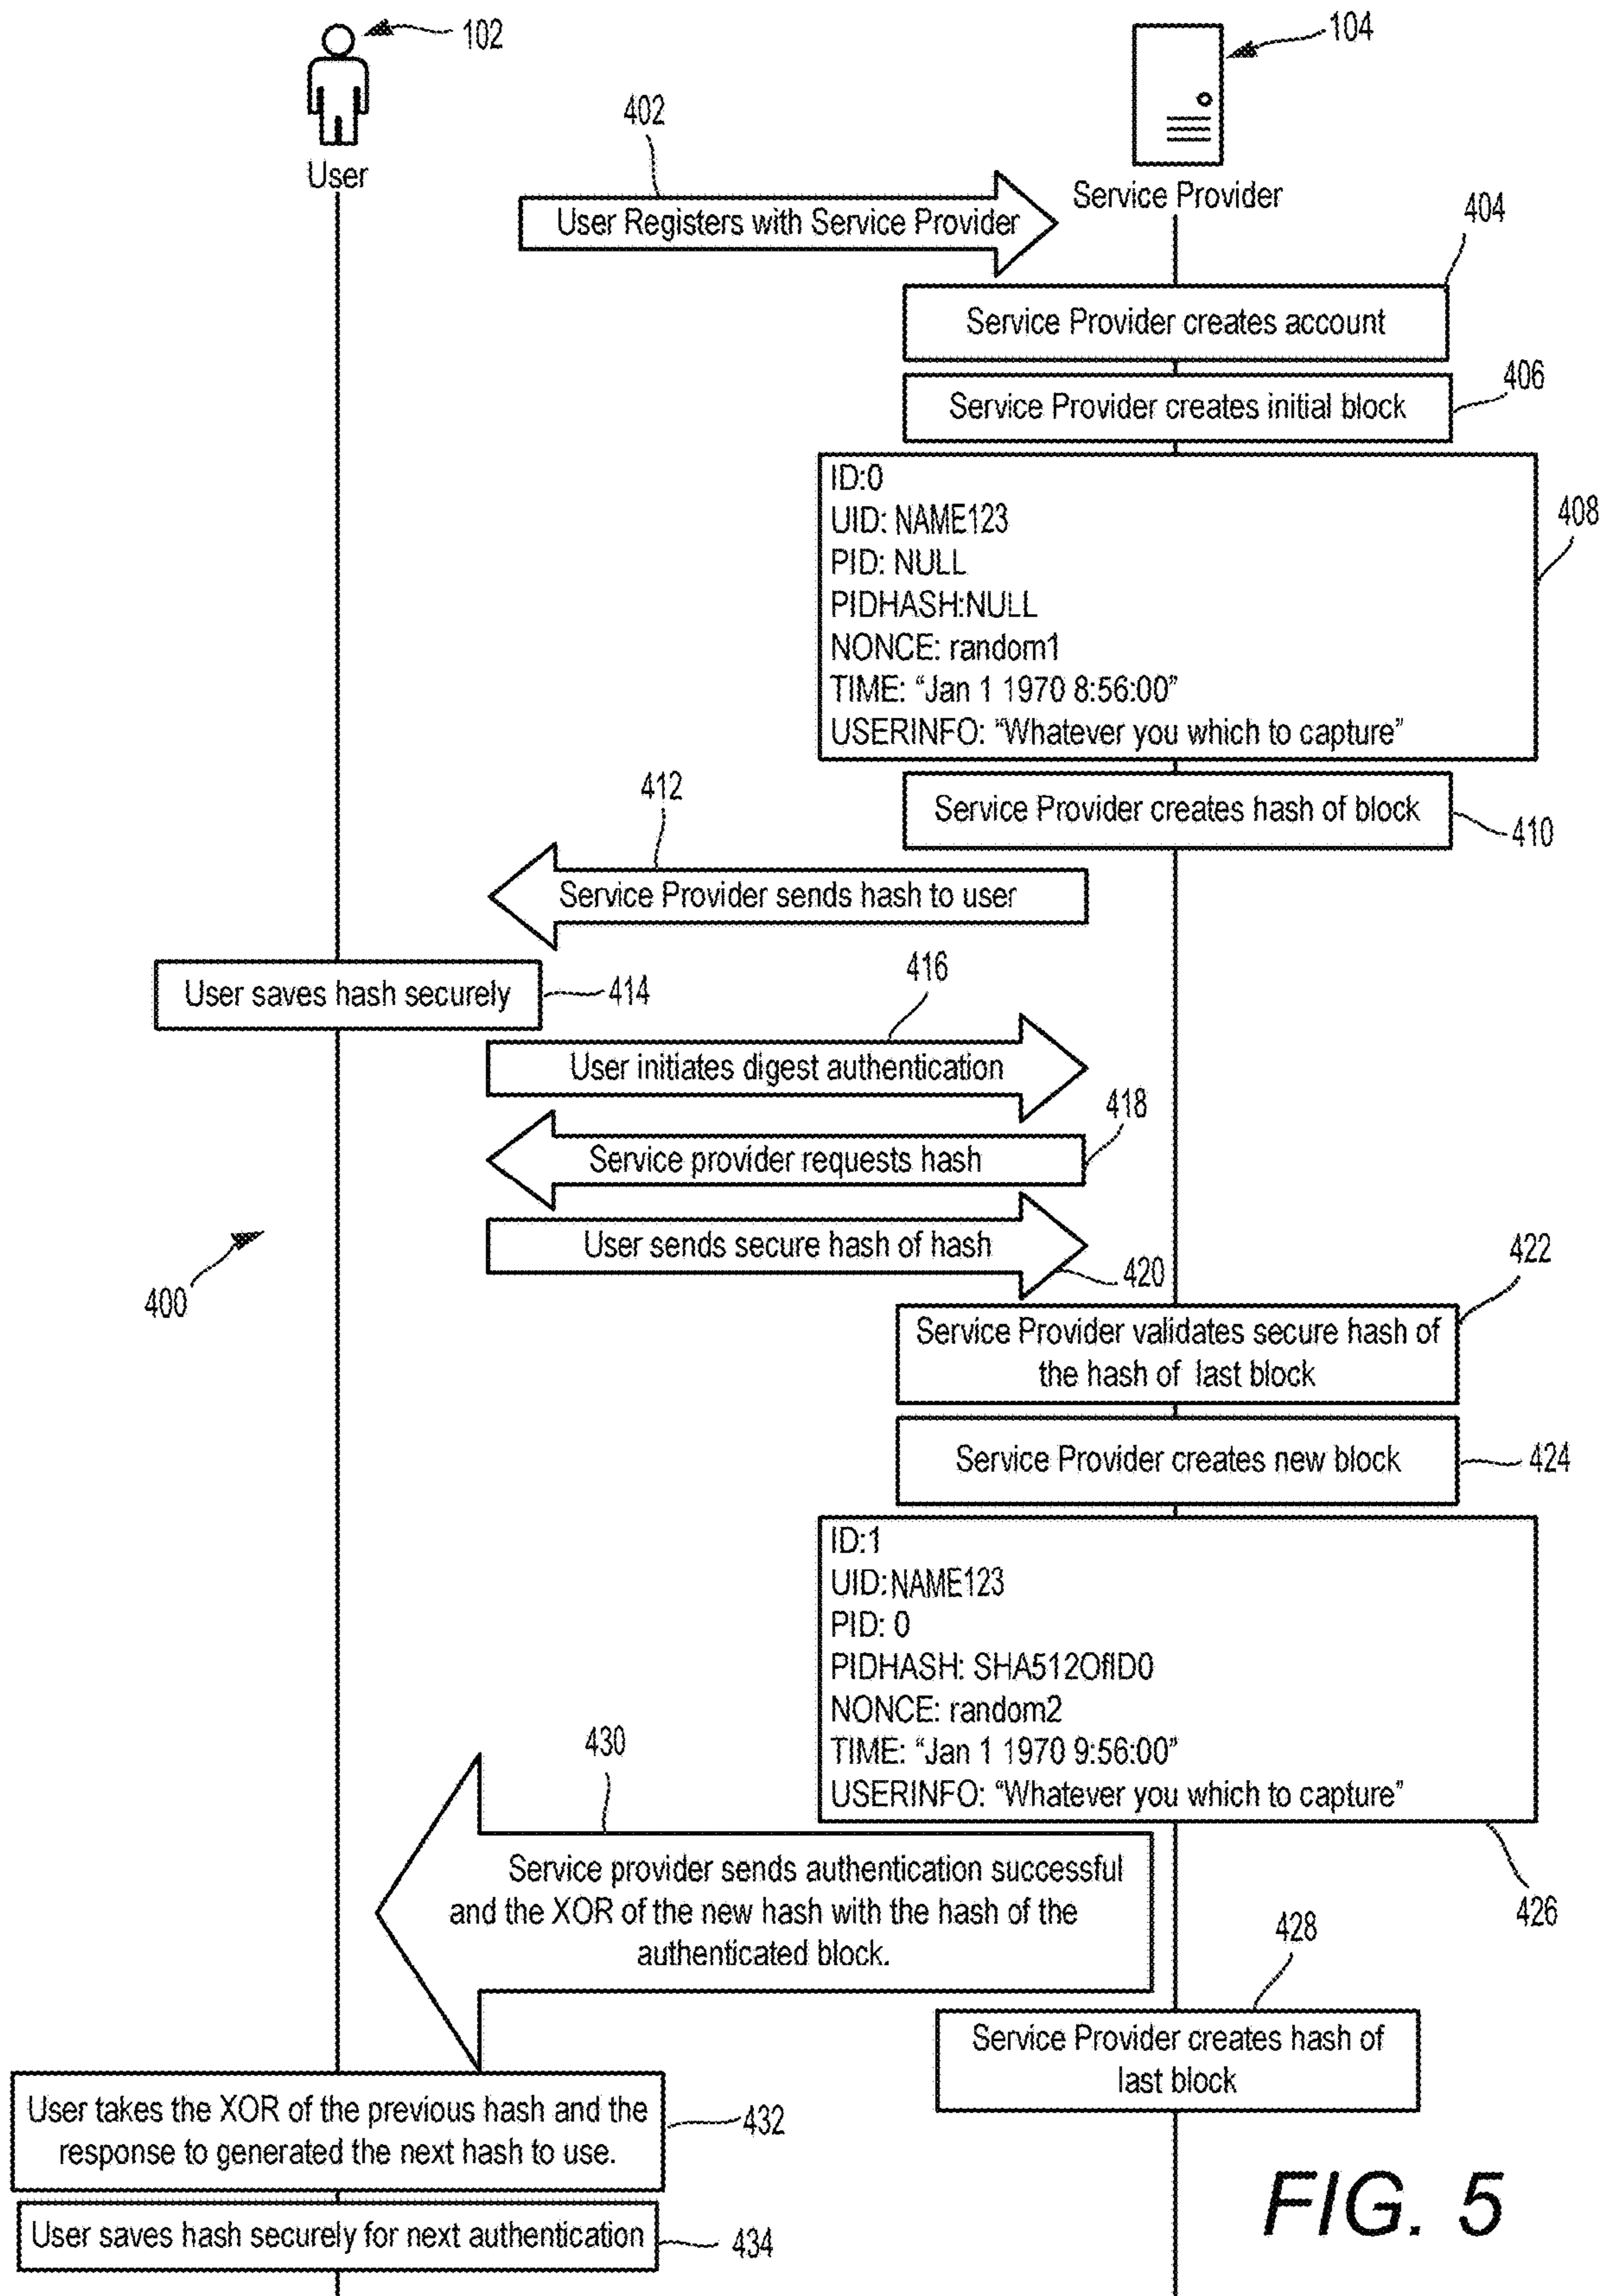 102
104
User
Service Provider
402
User Registers with Service Provider
404
Service Provider creates account
406
Service Provider creates initial block
408
ID:0
UID: NAME123
PID: NULL
PIDHASH:NULL
NONCE: random1
TIME: “Jan 1 1970 8:56:00”
USERINFO: “Whatever you which to capture”
410
Service Provider creates hash of block
412
Service Provider sends hash to user
User saves hash securely
414
416
User initiates digest authentication
418
Service provider requests hash
User sends secure hash of hash
420
400
422
Service Provider validates secure hash of
the hash of last block
Service Provider creates new block
424
ID:1
UID:NAME123
PID: 0
PIDHASH: SHA512OfID0
NONCE: random2
TIME: “Jan 1 1970 9:56:00”
USERINFO: “Whatever you which to capture”
426
430
Service provider sends authentication successful
and the XOR of the new hash with the hash of the
authenticated block.
428
Service Provider creates hash of
last block
User takes the XOR of the previous hash and the
response to generated the next hash to use.
432
User saves hash securely for next authentication
434
FIG. 5